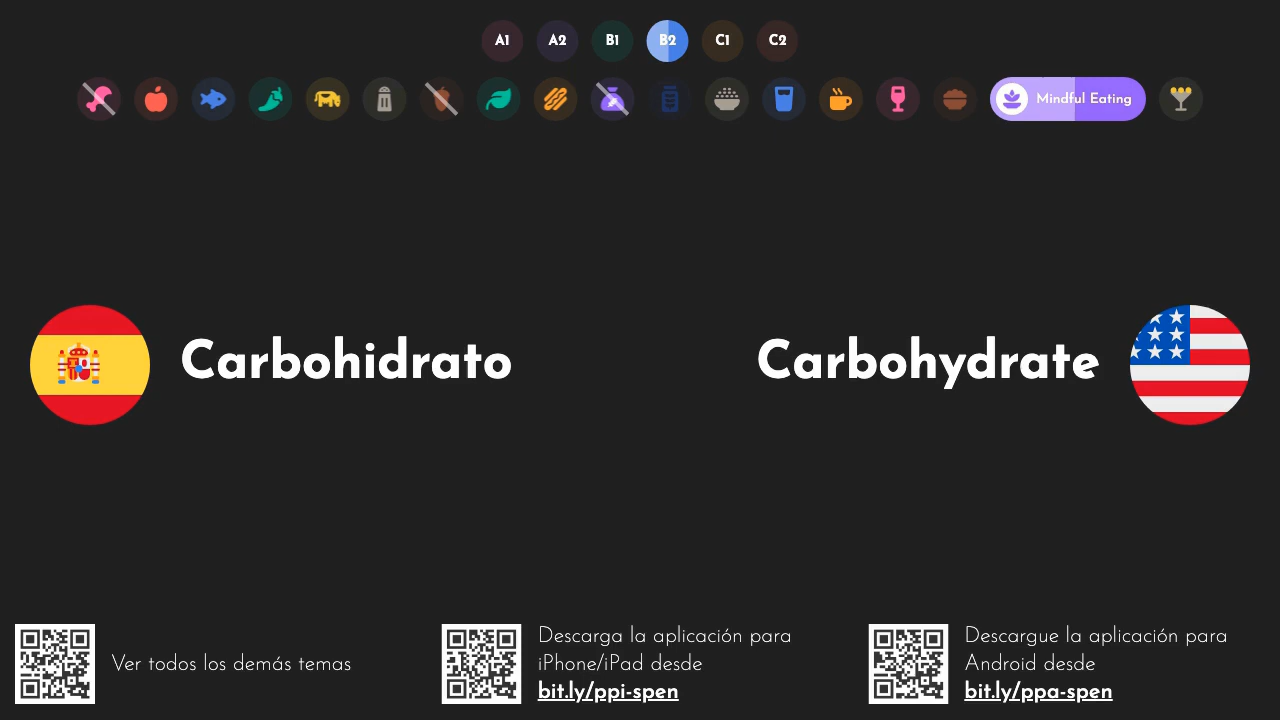 A1 A2 B1 B2 C1 C2
Mindful Eating
Carbohidrato
Carbohydrate
Ver todos los demás temas
Descarga la aplicación para
iPhone/iPad desde
bit.ly/ppi-spen
Descargue la aplicación para
Android desde
bit.ly/ppa-spen